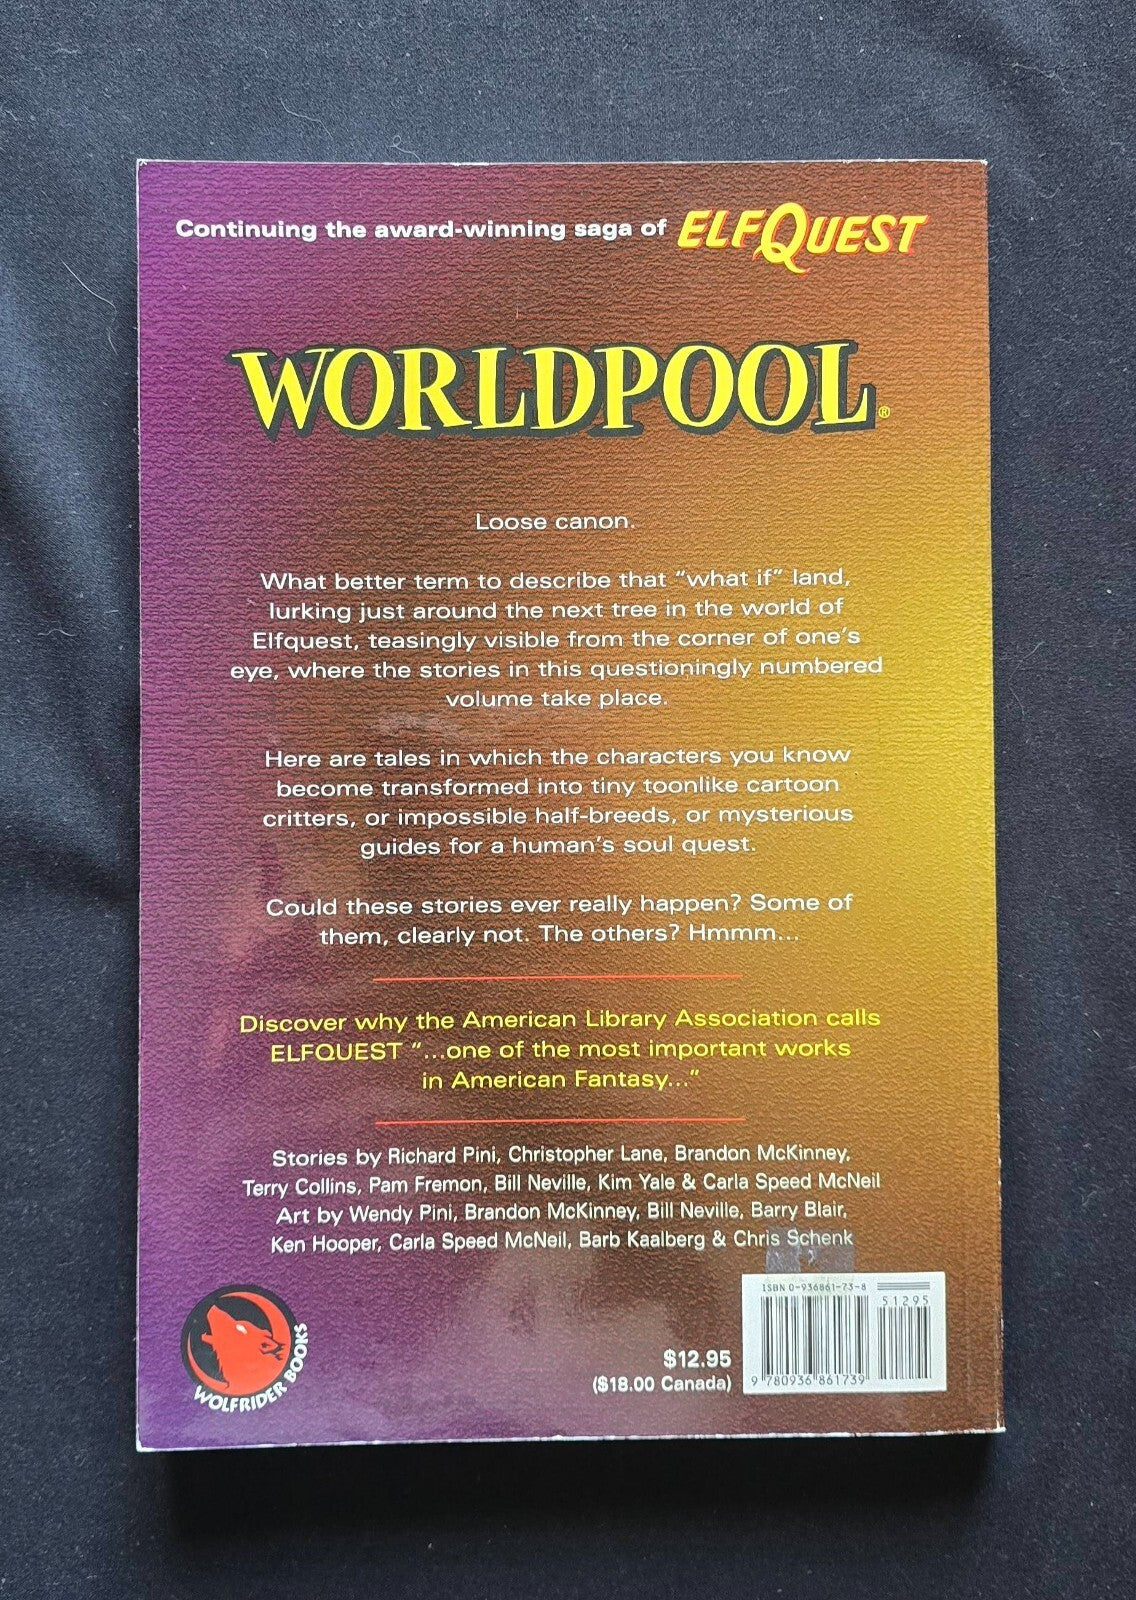 Continuing the award-winning saga of ELFQUEST
WORLDPOOL®
Loose canon.
What better term to describe that "what if" land,
lurking just around the next tree in the world of
Elfquest, teasingly visible from the corner of one's
eye, where the stories in this questioningly numbered
volume take place.
Here are tales in which the characters you know
become transformed into tiny toonlike cartoon
critters, or impossible half-breeds, or mysterious
guides for a human's soul quest.
Could these stories ever really happen? Some of
them, clearly not. The others? Hmmm...
Discover why the American Library Association calls
ELFQUEST "...one of the most important works
in American Fantasy..."
Stories by Richard Pini, Christopher Lane, Brandon McKinney,
Terry Collins, Pam Fremon, Bill Neville, Kim Yale & Carla Speed McNeil
Art by Wendy Pini, Brandon McKinney, Bill Neville, Barry Blair,
Ken Hooper, Carla Speed McNeil, Barb Kaalberg & Chris Schenk
WOLFRIDER BOOKS
$12.95
($18.00 Canada)
ISBN 0-936861-73-8
51295
9 780936 861739